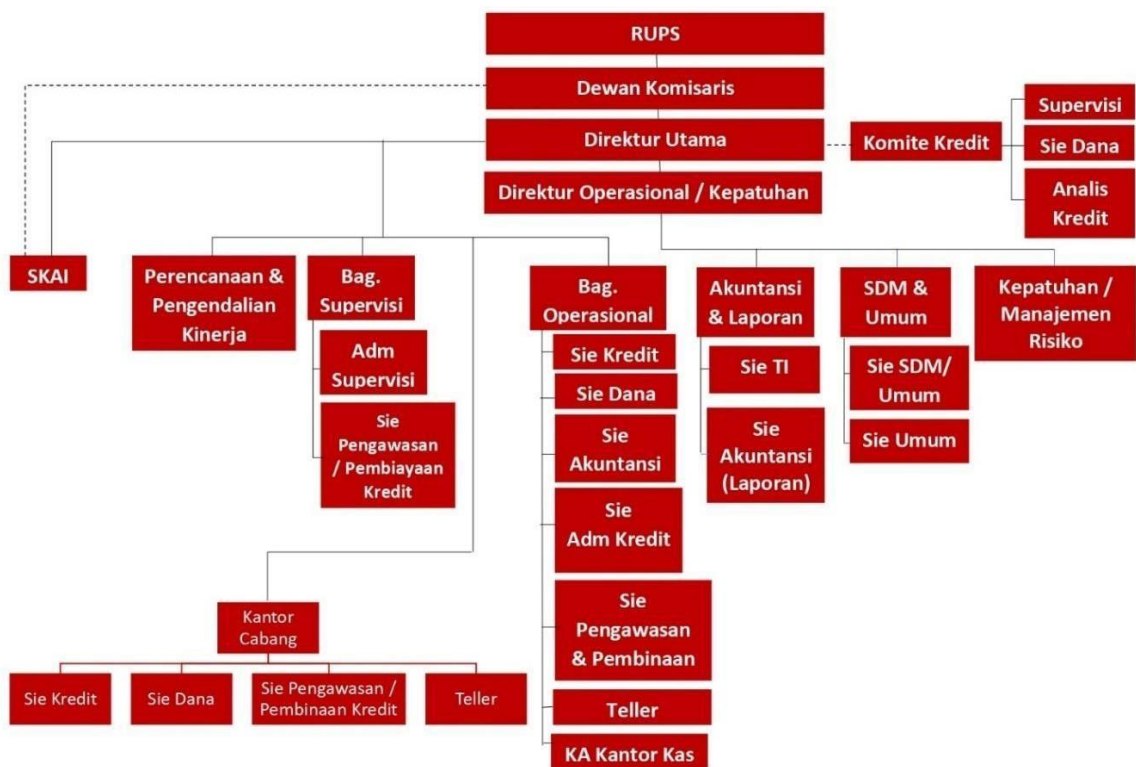 RUPS
Dewan Komisaris
Direktur Utama
Direktur Operasional / Kepatuhan
Komite Kredit
Supervisi
Sie Dana
Analis
Kredit
SKAI
Perencanaan &
Pengendalian
Kinerja
Bag.
Supervisi
Adm
Supervisi
Sie
Pengawasan
/ Pembiayaan
Kredit
Bag.
Operasional
Sie Kredit
Sie Dana
Sie
Akuntansi
Sie
Adm Kredit
Sie
Pengawasan
& Pembinaan
Teller
KA Kantor Kas
Akuntansi
& Laporan
Sie TI
Sie
Akuntansi
(Laporan)
SDM &
Umum
Sie SDM/
Umum
Sie Umum
Kepatuhan /
Manajemen
Risiko
Kantor
Cabang
Sie Kredit
Sie Dana
Sie Pengawasan /
Pembinaan Kredit
Teller